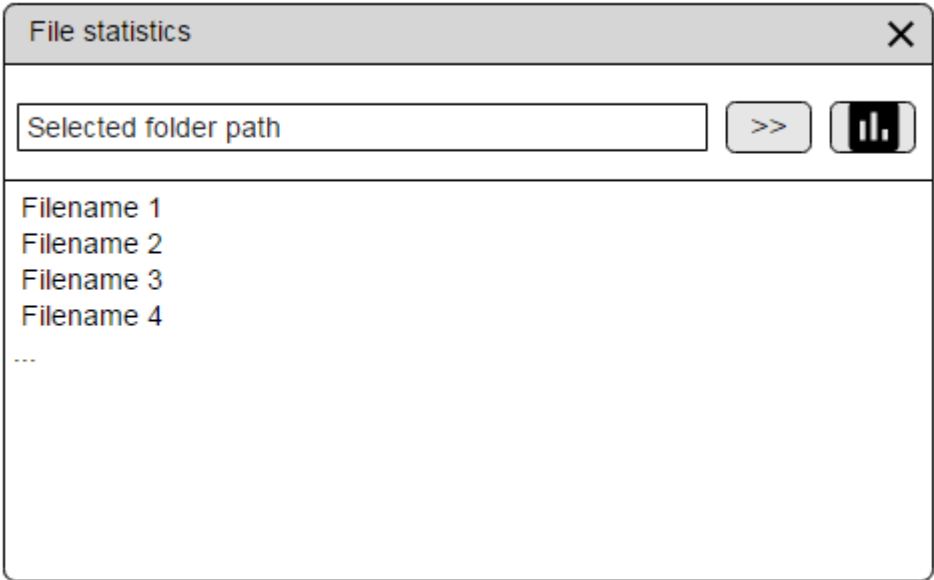 File statistics
Selected folder path
>>
Filename 1
Filename 2
Filename 3
Filename 4
...